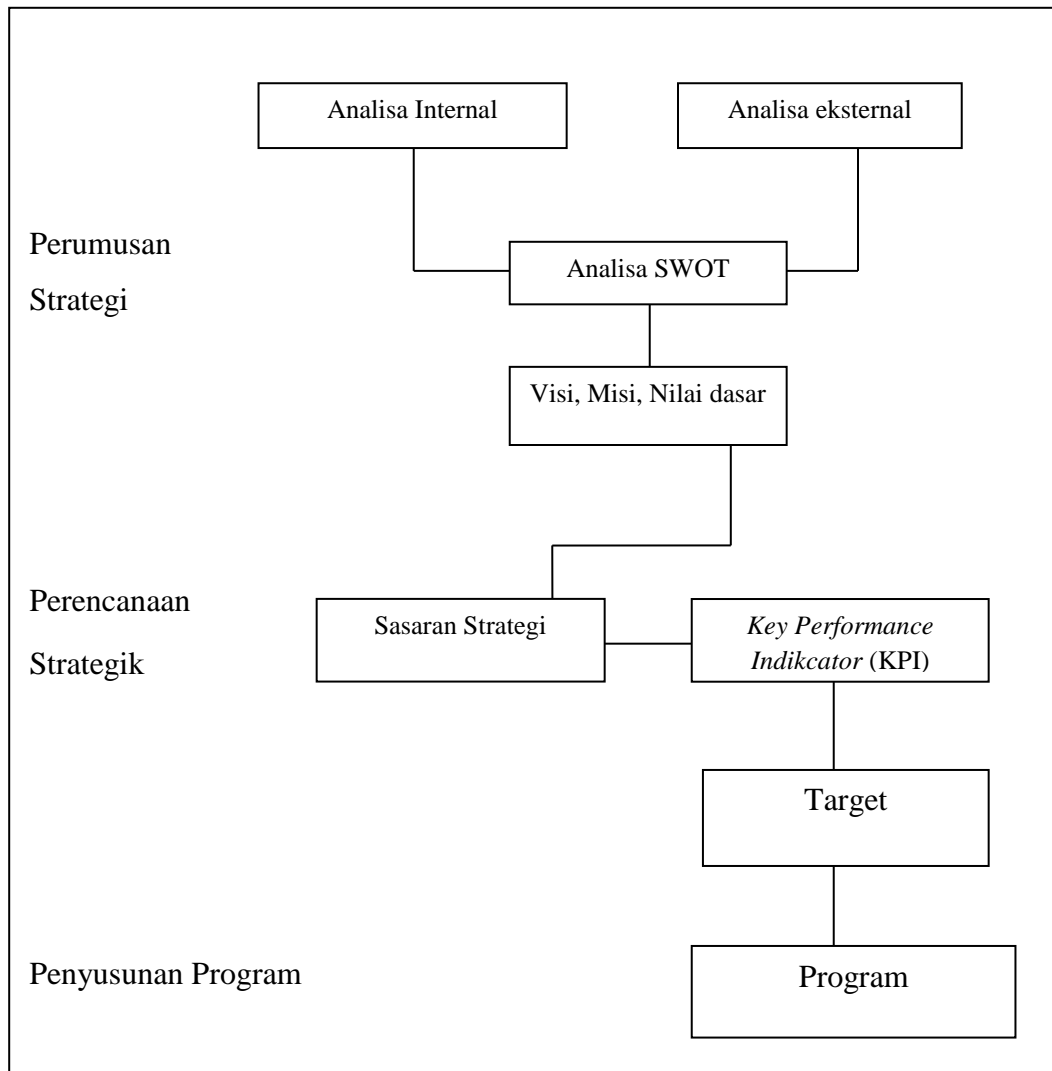 Analisa Internal
Analisa eksternal
Perumusan
Strategi
Analisa SWOT
Visi, Misi, Nilai dasar
Perencanaan
Strategik
Sasaran Strategi
Key Performance
Indikcator (KPI)
Target
Penyusunan Program
Program